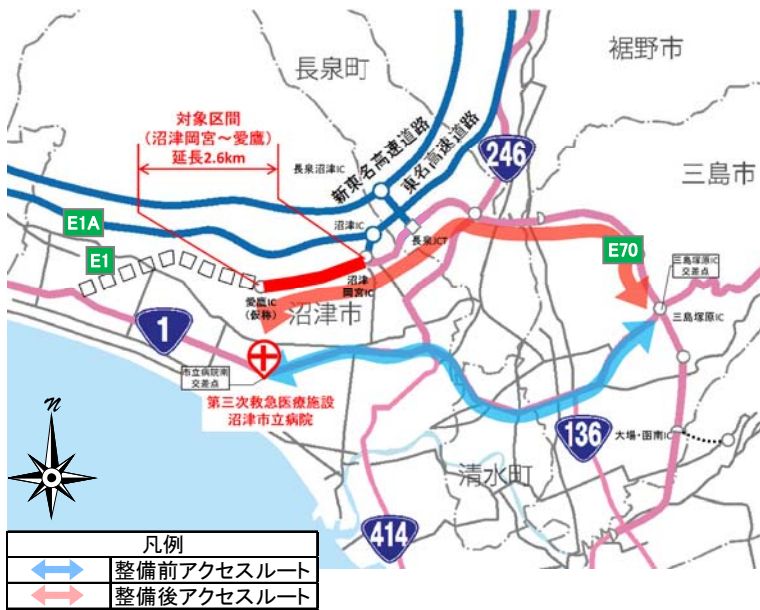 裾野市
長泉町
対象区間
（沼津岡宮～愛鷹）
延長2.6km
新東名高速道路
東名高速道路
246
長泉沼津IC
三島市
E1A
沼津IC
長泉JCT
E70
三島塚原IC
交差点
E1
沼津
岡宮IC
愛鷹IC
（仮称）
沼津市
三島塚原IC
1
市立病院南
交差点
第三次救急医療施設
沼津市立病院
N
136
大場・函南IC
清水町
414
凡例
整備前アクセスルート
整備後アクセスルート